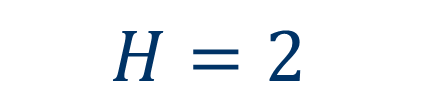 H = 2